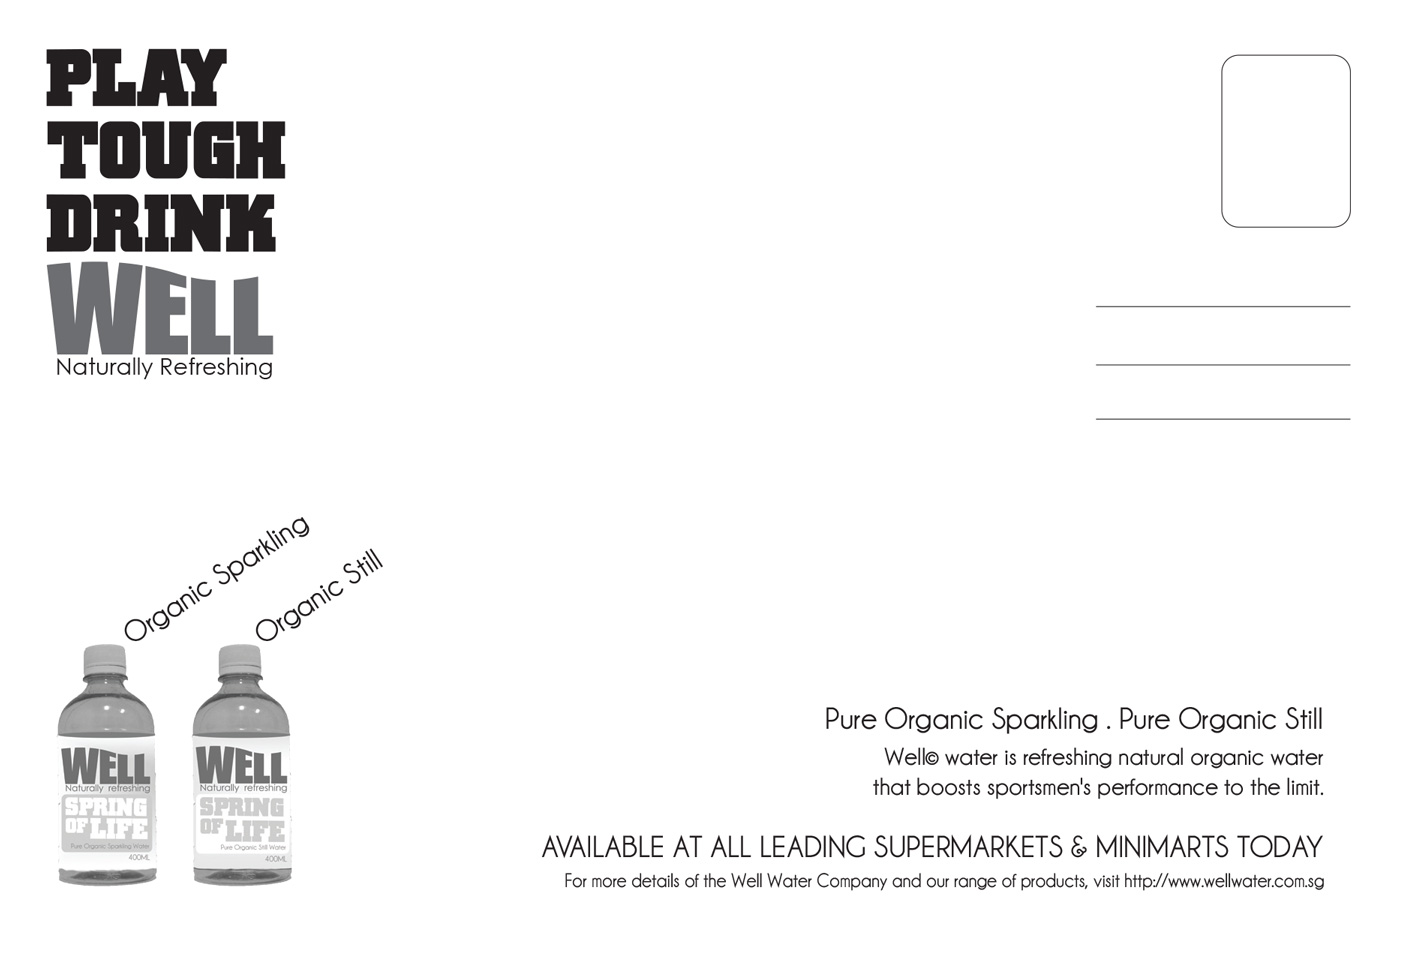 PLAY
TOUGH
DRINK
WELL
Naturally Refreshing
Organic Sparkling
Organic Still
WELL
Naturally refreshing
SPRING
OF LIFE
Pure Organic Sparkling Water
400ML
WELL
Naturally refreshing
SPRING
OF LIFE
Pure Organic Still Water
400ML
Pure Organic Sparkling . Pure Organic Still
Well© water is refreshing natural organic water
that boosts sportsmen's performance to the limit.
AVAILABLE AT ALL LEADING SUPERMARKETS & MINIMARTS TODAY
For more details of the Well Water Company and our range of products, visit http://www.wellwater.com.sg